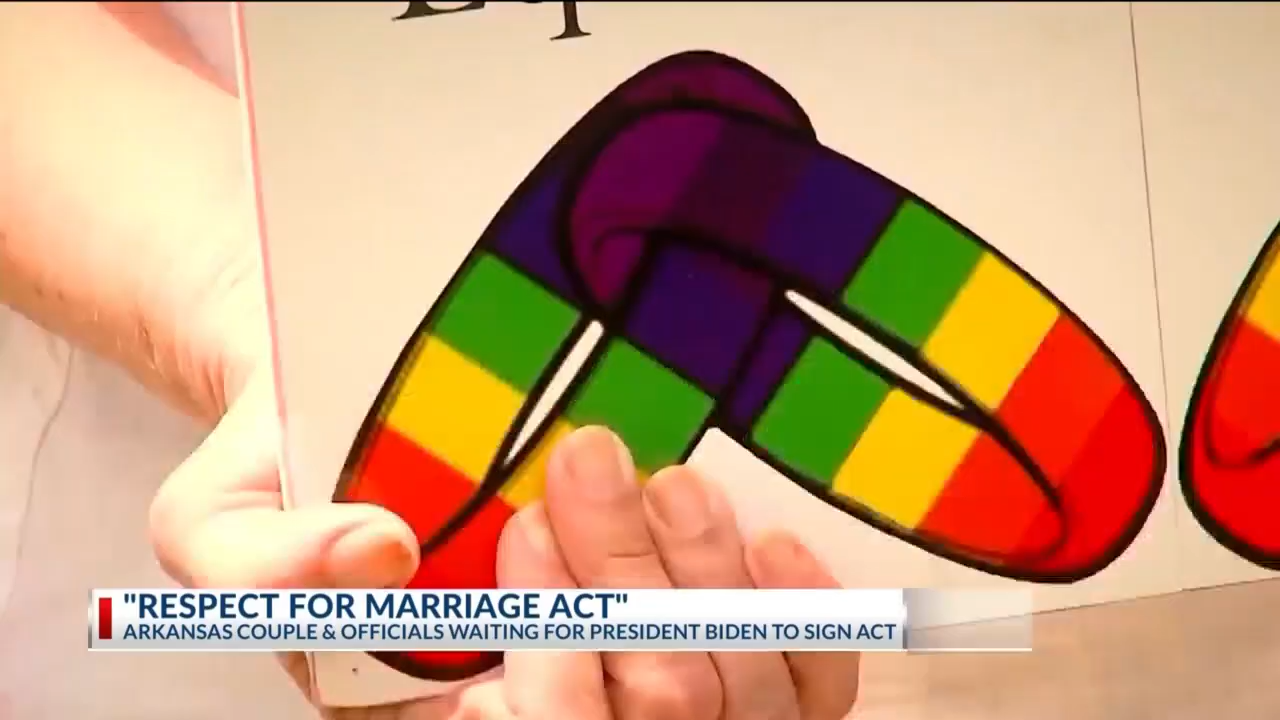 "RESPECT FOR MARRIAGE ACT"
ARKANSAS COUPLE & OFFICIALS WAITING FOR PRESIDENT BIDEN TO SIGN ACT